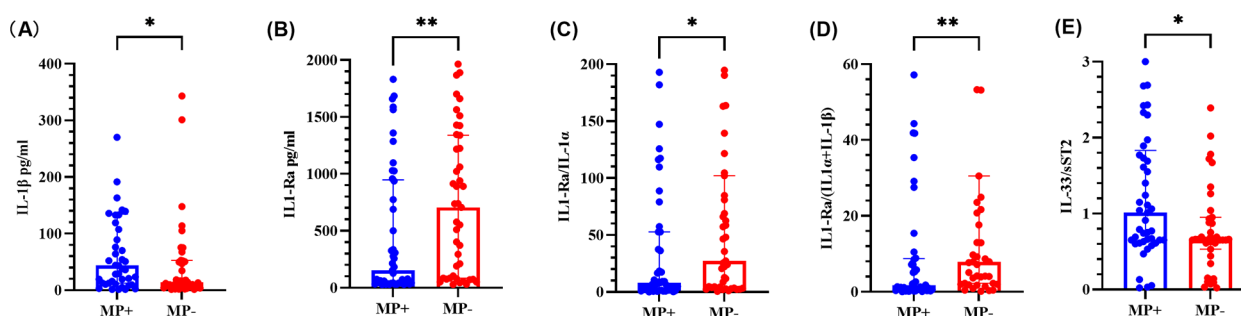 (A)
*
IL-1β pg/ml
400
300
200
100
0
MP+ MP-
(B)
**
IL1-Ra pg/ml
2000
1500
1000
500
0
MP+ MP-
(C)
*
IL1-Ra/IL-1α
200
150
100
50
0
MP+ MP-
(D)
**
IL1-Ra/(IL1α+IL-1β)
60
40
20
0
MP+ MP-
(E)
*
IL-33/sST2
3
2
1
0
MP+ MP-